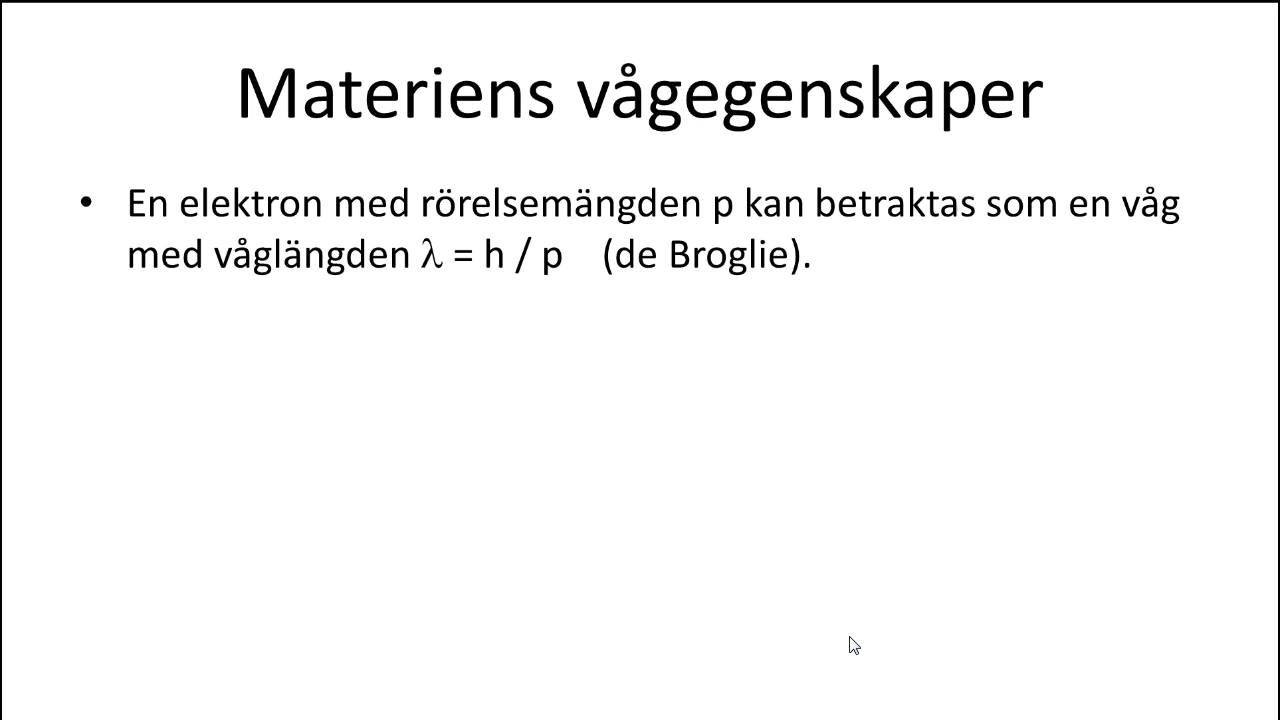 Materiens vågegenskaper
• En elektron med rörelsemängden p kan betraktas som en våg
med våglängden λ = h / p (de Broglie).